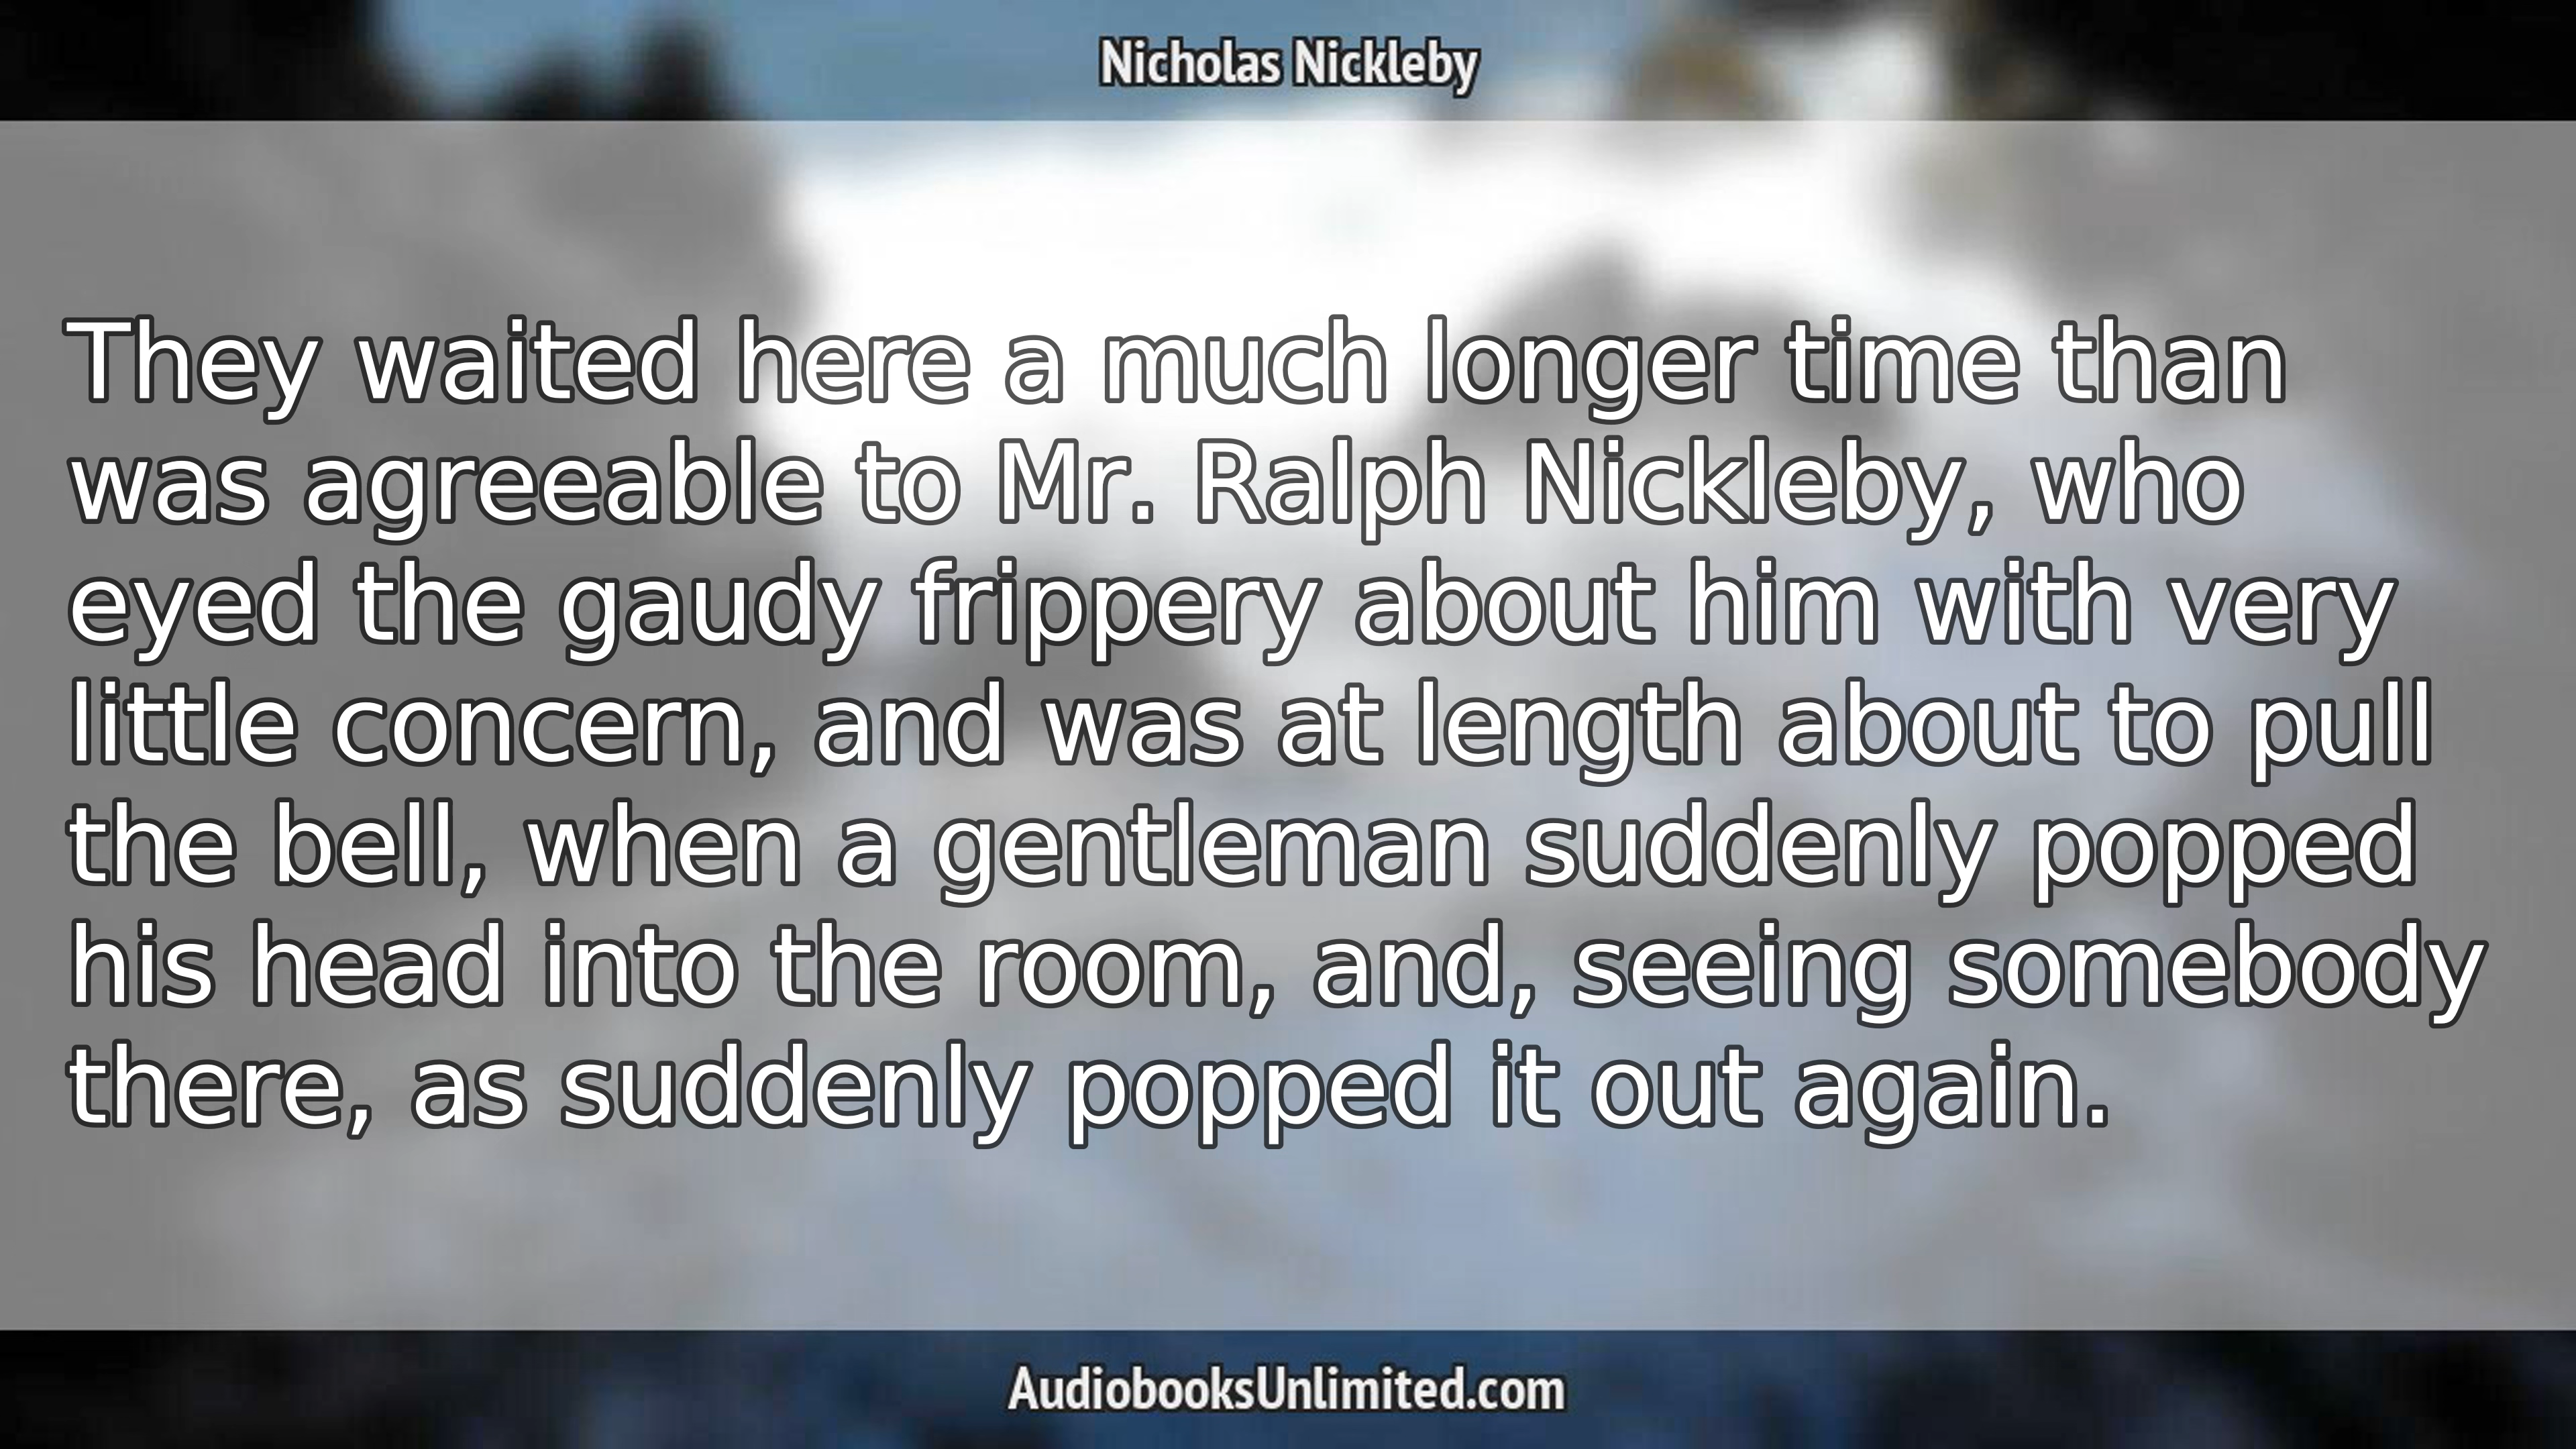 Nicholas Nickleby
They waited here a much longer time than
was agreeable to Mr. Ralph Nickleby, who
eyed the gaudy frippery about him with very
little concern, and was at length about to pull
the bell, when a gentleman suddenly popped
his head into the room, and, seeing somebody
there, as suddenly popped it out again.
AudiobooksUnlimited.com